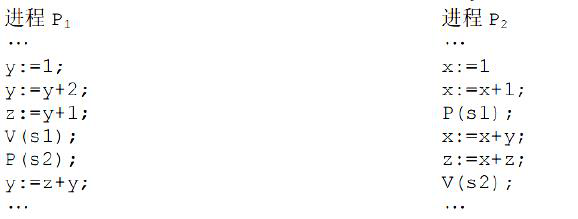 进程 P₁ 进程 P₂
… …
y:=1; x:=1
y:=y+2; x:=x+1;
z:=y+1; P(s1);
V(s1); x:=x+y;
P(s2); z:=x+z;
y:=z+y; V(s2);
… …